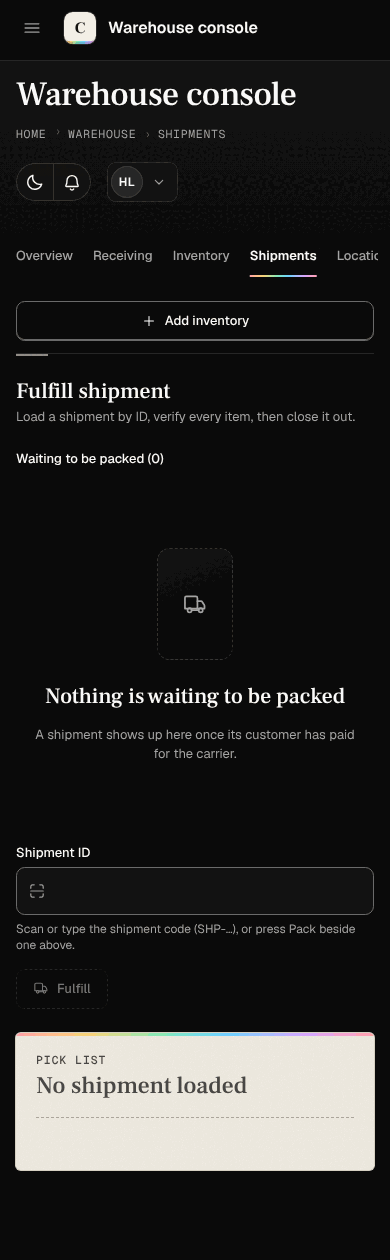 C Warehouse console
Warehouse console
HOME › WAREHOUSE › SHIPMENTS
HL
Overview Receiving Inventory Shipments Locatic
Add inventory
Fulfill shipment
Load a shipment by ID, verify every item, then close it out.
Waiting to be packed (0)
Nothing is waiting to be packed
A shipment shows up here once its customer has paid
for the carrier.
Shipment ID
Scan or type the shipment code (SHP-…), or press Pack beside
one above.
Fulfill
PICK LIST
No shipment loaded